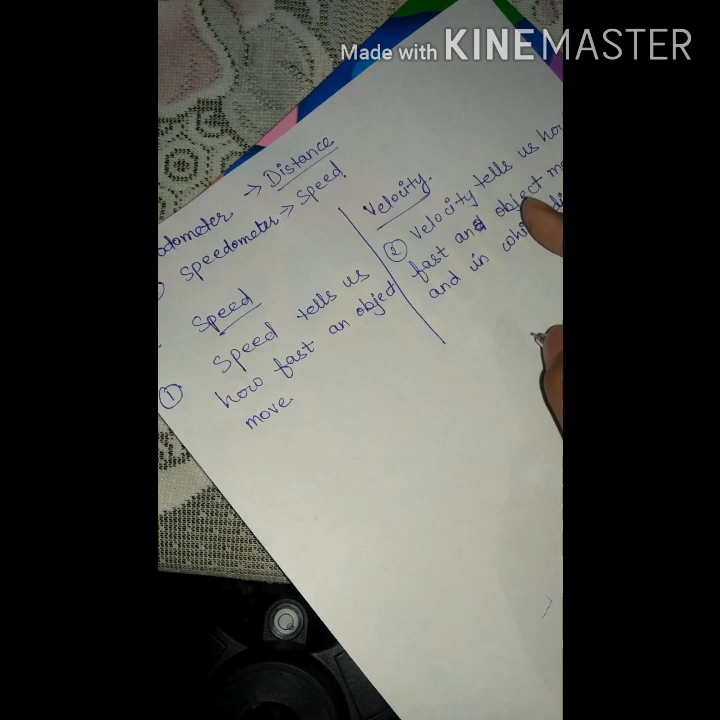 Made with KINEMASTER
odometer → Distance
speedometer → Speed
Speed
① Speed tells us
how fast an object
move
Velocity.
② Velocity tells us how
fast and object
and in